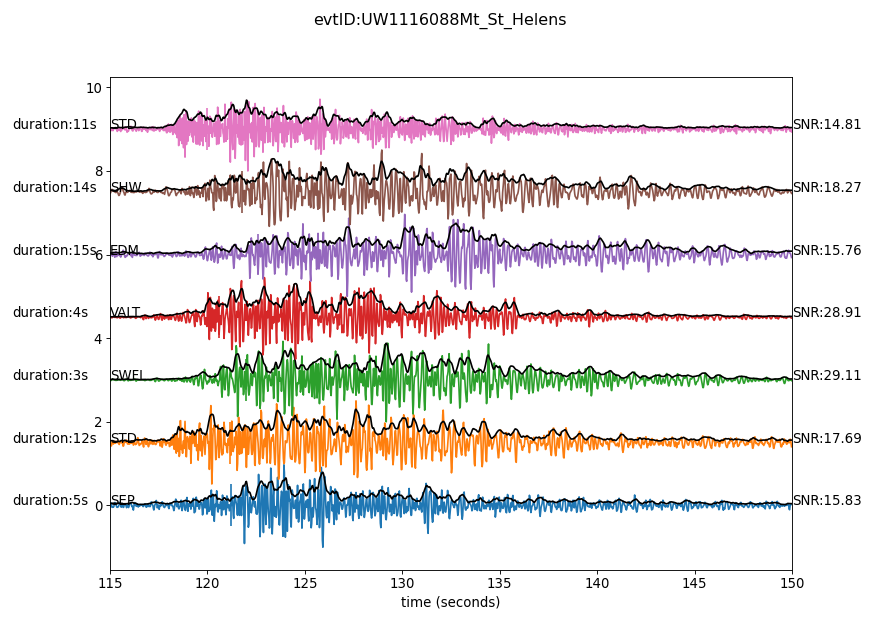 evtID:UW1116088Mt_St_Helens
10
duration:11s STD SNR:14.81
8
duration:14s SHW SNR:18.27
duration:15s EDM SNR:15.76
6
duration:4s VALT SNR:28.91
4
duration:3s SWFL SNR:29.11
2
duration:12s STD SNR:17.69
duration:5s SEP SNR:15.83
0
115 120 125 130 135 140 145 150
time (seconds)